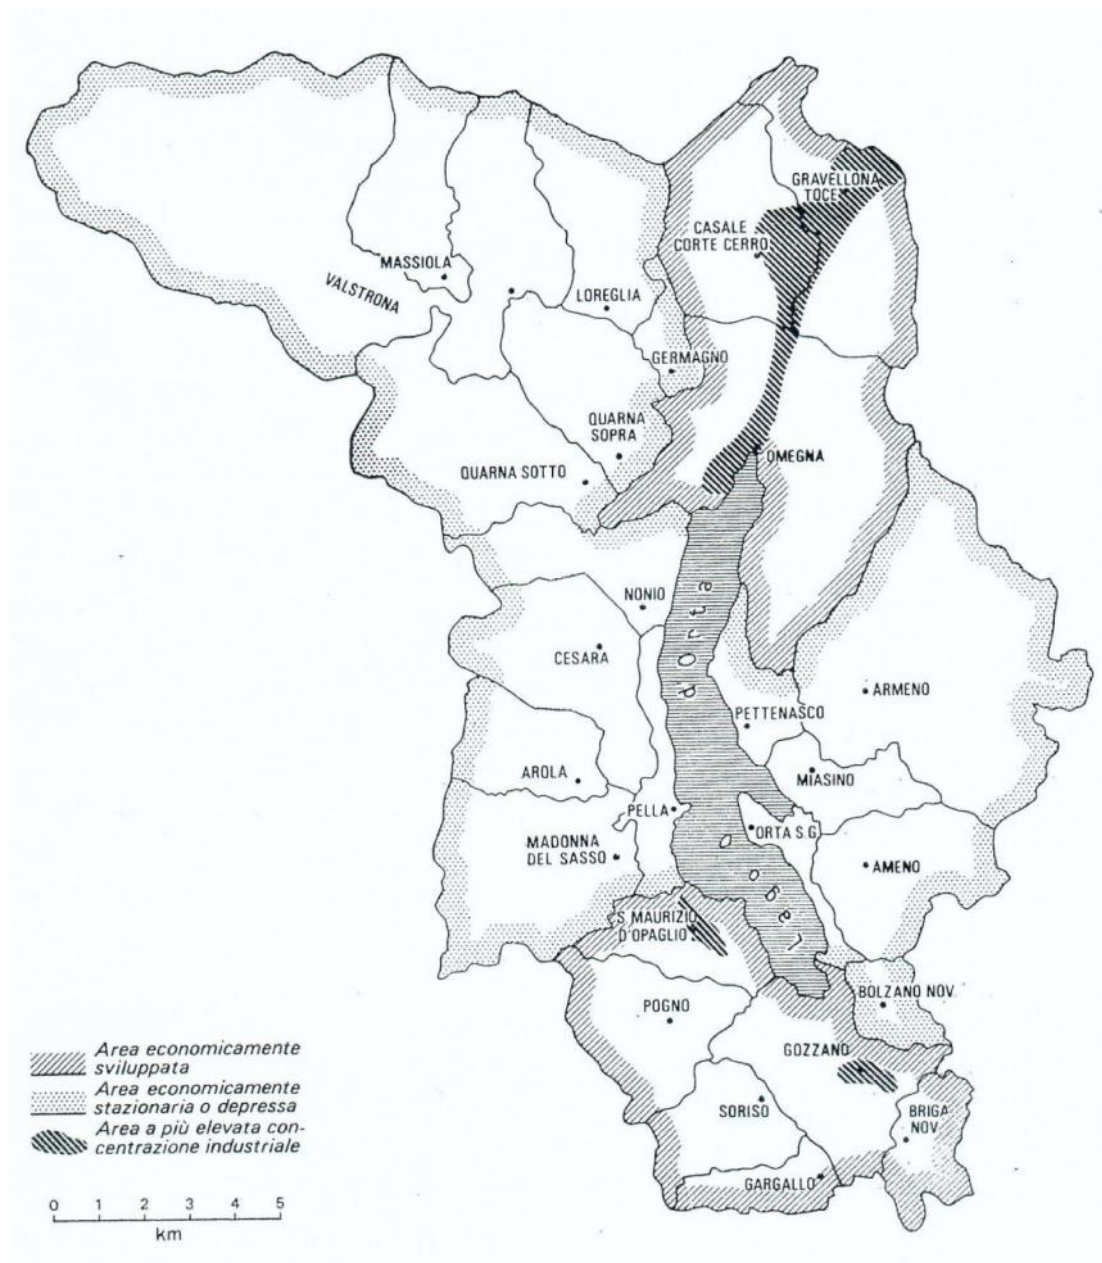 GRAVELLONA
TOCE
CASALE
CORTE CERRO
MASSIOLA
VALSTRONA
LOREGLIA
GERMAGNO
QUARNA
SOPRA
OMEGNA
QUARNA SOTTO
NONIO
CESARA
ARMENO
PETTENASCO
AROLA
MIASINO
PELLA
ORTA S.G.
MADONNA
DEL SASSO
AMENO
Lago d'Orta
S. MAURIZIO
D'OPAGLIO
BOLZANO NOV.
POGNO
GOZZANO
SORISO
BRIGA
NOV.
GARGALLO
Area economicamente
sviluppata
Area economicamente
stazionaria o depressa
Area a più elevata con-
centrazione industriale
0 1 2 3 4 5
km